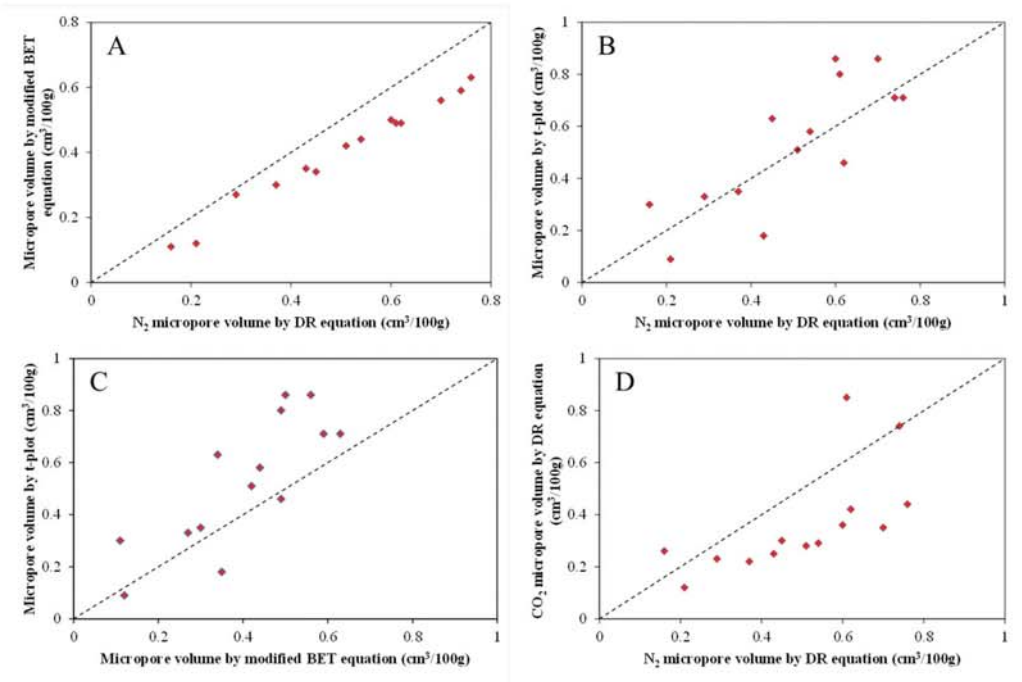 A
Micropore volume by modified BET
equation (cm³/100g)
0.8
0.6
0.4
0.2
0
0 0.2 0.4 0.6 0.8
N₂ micropore volume by DR equation (cm³/100g)
B
Micropore volume by t-plot (cm³/100g)
1
0.8
0.6
0.4
0.2
0
0 0.2 0.4 0.6 0.8 1
N₂ micropore volume by DR equation (cm³/100g)
C
Micropore volume by t-plot (cm³/100g)
1
0.8
0.6
0.4
0.2
0
0 0.2 0.4 0.6 0.8 1
Micropore volume by modified BET equation (cm³/100g)
D
CO₂ micropore volume by DR equation
(cm³/100g)
1
0.8
0.6
0.4
0.2
0
0 0.2 0.4 0.6 0.8 1
N₂ micropore volume by DR equation (cm³/100g)